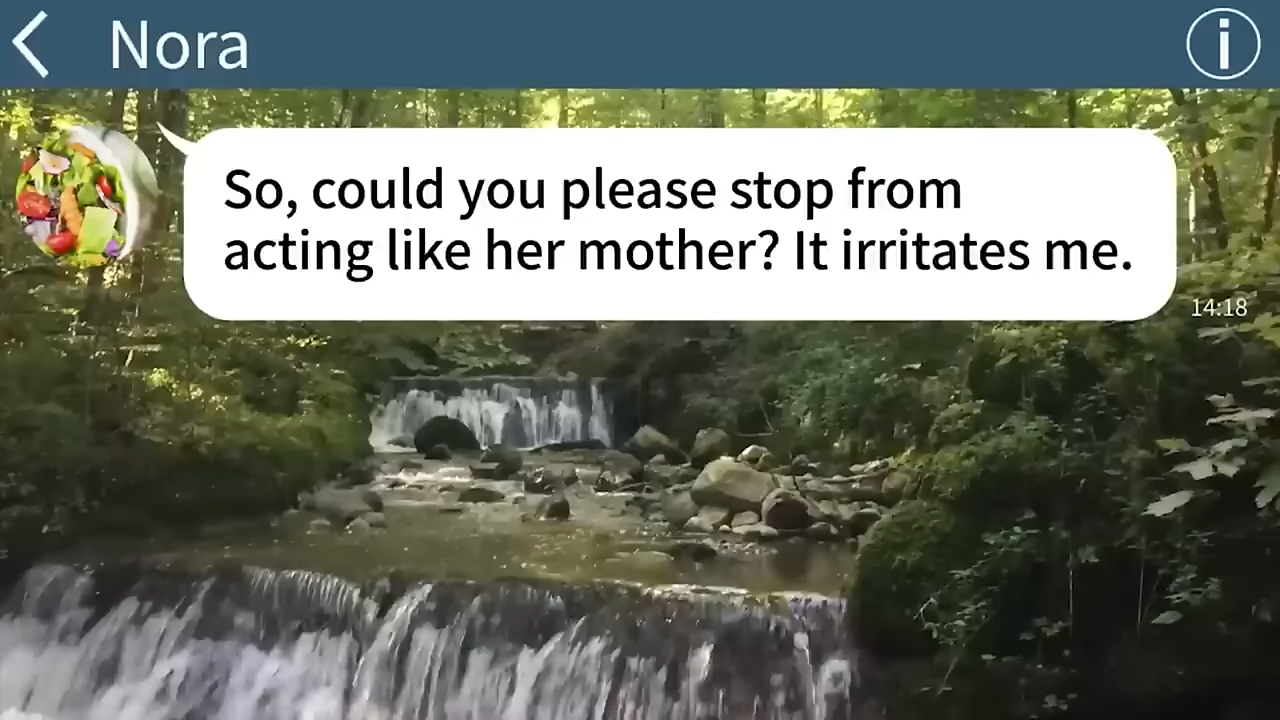 Nora
So, could you please stop from
acting like her mother? It irritates me.
14:18